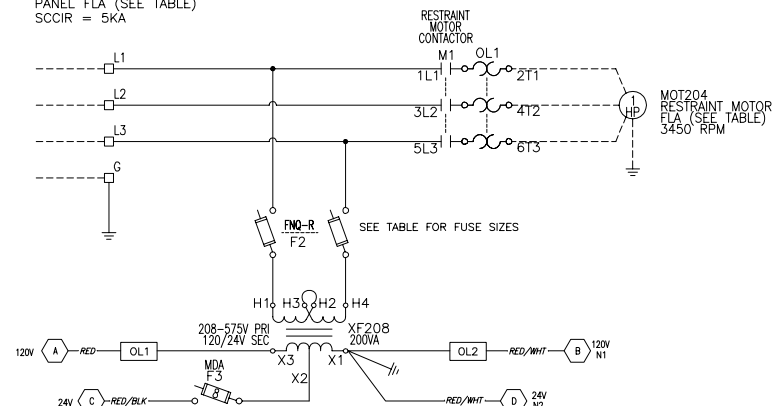 PANEL FLA (SEE TABLE)
SCCIR = 5KA
RESTRAINT
MOTOR
CONTACTOR
L1
M1
OL1
1L1
2T1
L2
3L2
4T2
1
HP
MOT204
RESTRAINT MOTOR
FLA (SEE TABLE)
3450 RPM
L3
5L3
6T3
G
FNQ-R
F2
SEE TABLE FOR FUSE SIZES
H1
H3
H2
H4
208-575V PRI
120/24V SEC
XF208
200VA
120V
A
RED
OL1
X3
X1
OL2
RED/WHT
B
120V
N1
MDA
F3
X2
8
24V
C
RED/BLK
RED/WHT
D
24V
N2